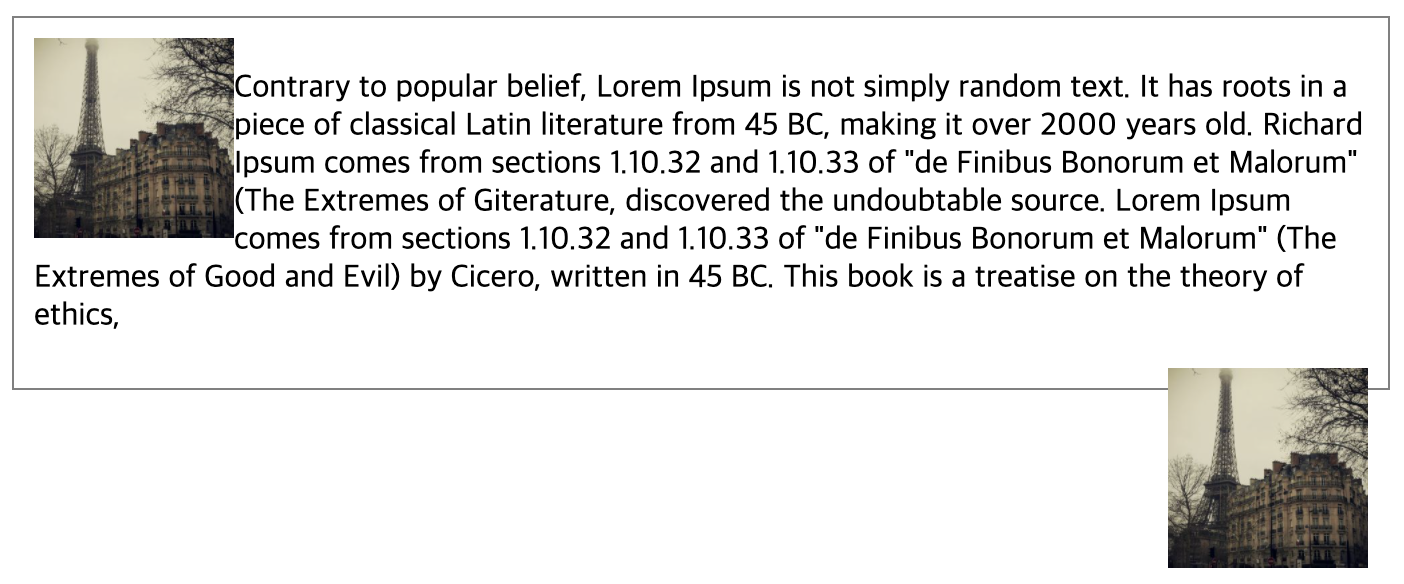 Contrary to popular belief, Lorem Ipsum is not simply random text. It has roots in a
piece of classical Latin literature from 45 BC, making it over 2000 years old. Richard
Ipsum comes from sections 1.10.32 and 1.10.33 of "de Finibus Bonorum et Malorum"
(The Extremes of Giterature, discovered the undoubtable source. Lorem Ipsum
comes from sections 1.10.32 and 1.10.33 of "de Finibus Bonorum et Malorum" (The
Extremes of Good and Evil) by Cicero, written in 45 BC. This book is a treatise on the theory of
ethics,